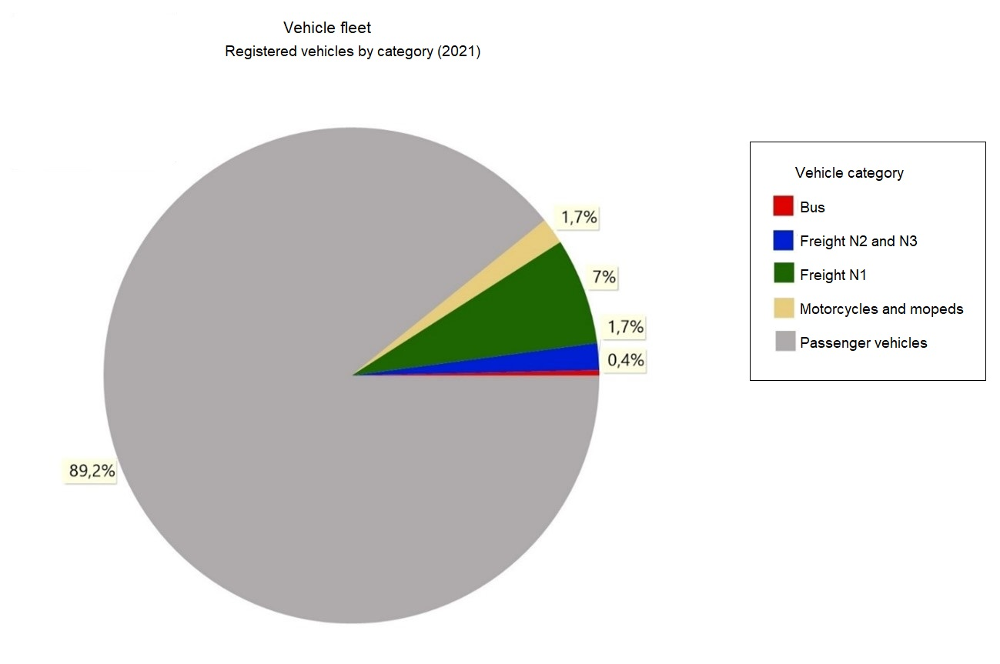 Vehicle fleet
Registered vehicles by category (2021)
1,7%
7%
1,7%
0,4%
89,2%
Vehicle category
Bus
Freight N2 and N3
Freight N1
Motorcycles and mopeds
Passenger vehicles